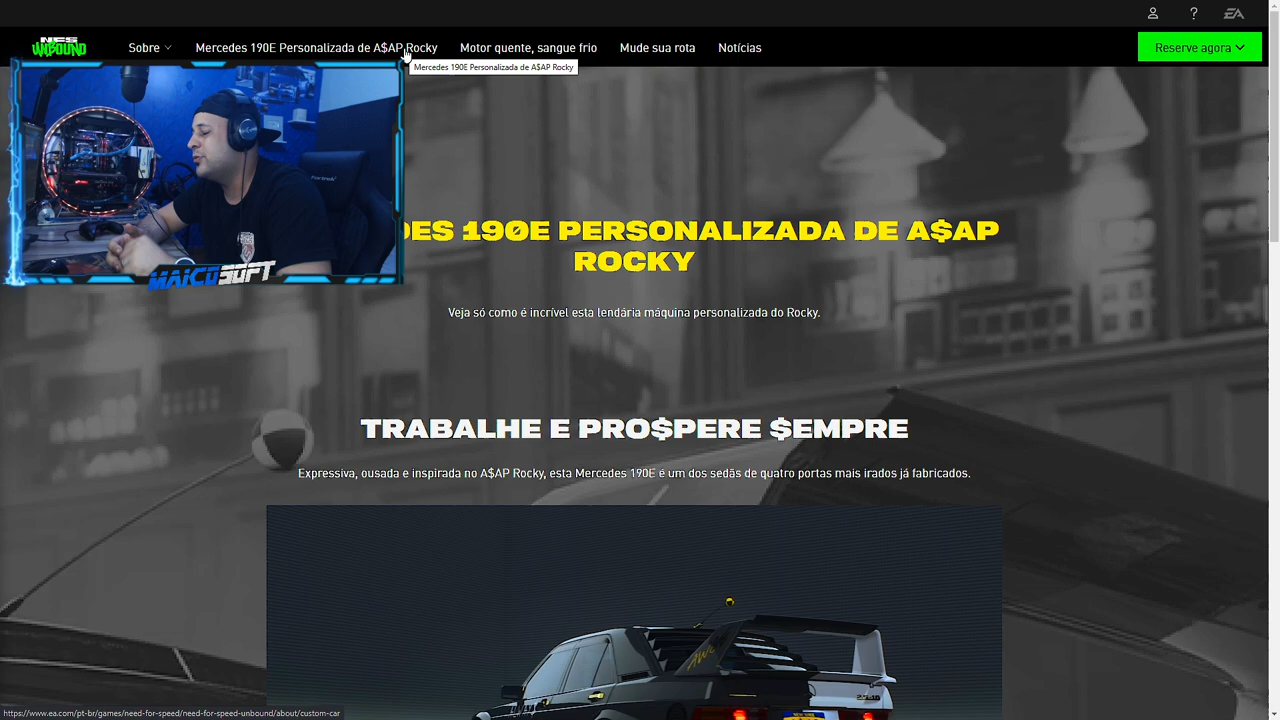 EA
NFS
UNBOUND
Sobre
Mercedes 190E Personalizada de A$AP Rocky
Motor quente, sangue frio
Mude sua rota
Notícias
Reserve agora
Mercedes 190E Personalizada de A$AP Rocky
MAICOSOFT
DES 190E PERSONALIZADA DE A$AP
ROCKY
Veja só como é incrível esta lendária máquina personalizada do Rocky.
TRABALHE E PRO$PERE $EMPRE
Expressiva, ousada e inspirada no A$AP Rocky, esta Mercedes 190E é um dos sedãs de quatro portas mais irados já fabricados.
https://www.ea.com/pt-br/games/need-for-speed/need-for-speed-unbound/about/custom-car